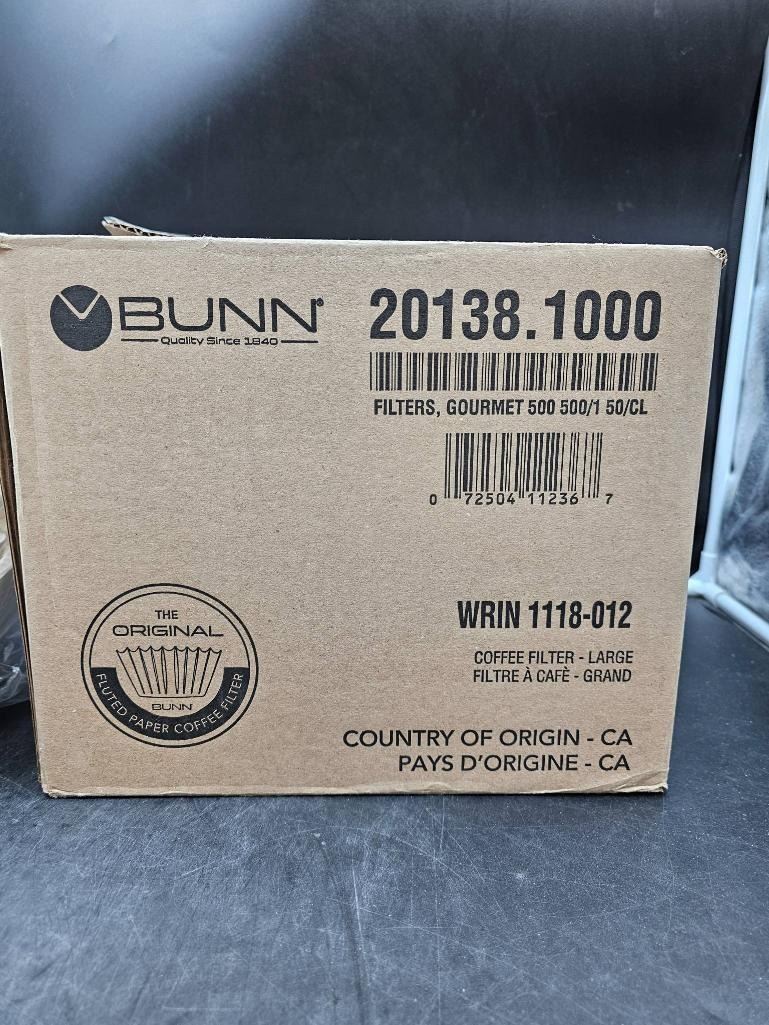 BUNN®
Quality Since 1840
20138.1000
FILTERS, GOURMET 500 500/1 50/CL
0 72504 11236 7
THE
ORIGINAL
BUNN
FLUTED PAPER COFFEE FILTER
WRIN 1118-012
COFFEE FILTER - LARGE
FILTRE À CAFÈ - GRAND
COUNTRY OF ORIGIN - CA
PAYS D'ORIGINE - CA